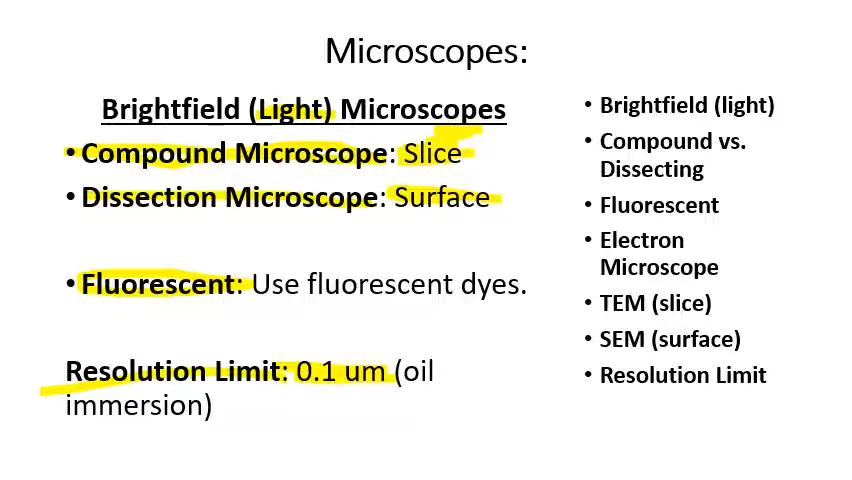 Microscopes:
Brightfield (Light) Microscopes
• Compound Microscope: Slice
• Dissection Microscope: Surface
• Fluorescent: Use fluorescent dyes.
Resolution Limit: 0.1 um (oil
immersion)
• Brightfield (light)
• Compound vs.
Dissecting
• Fluorescent
• Electron
Microscope
• TEM (slice)
• SEM (surface)
• Resolution Limit